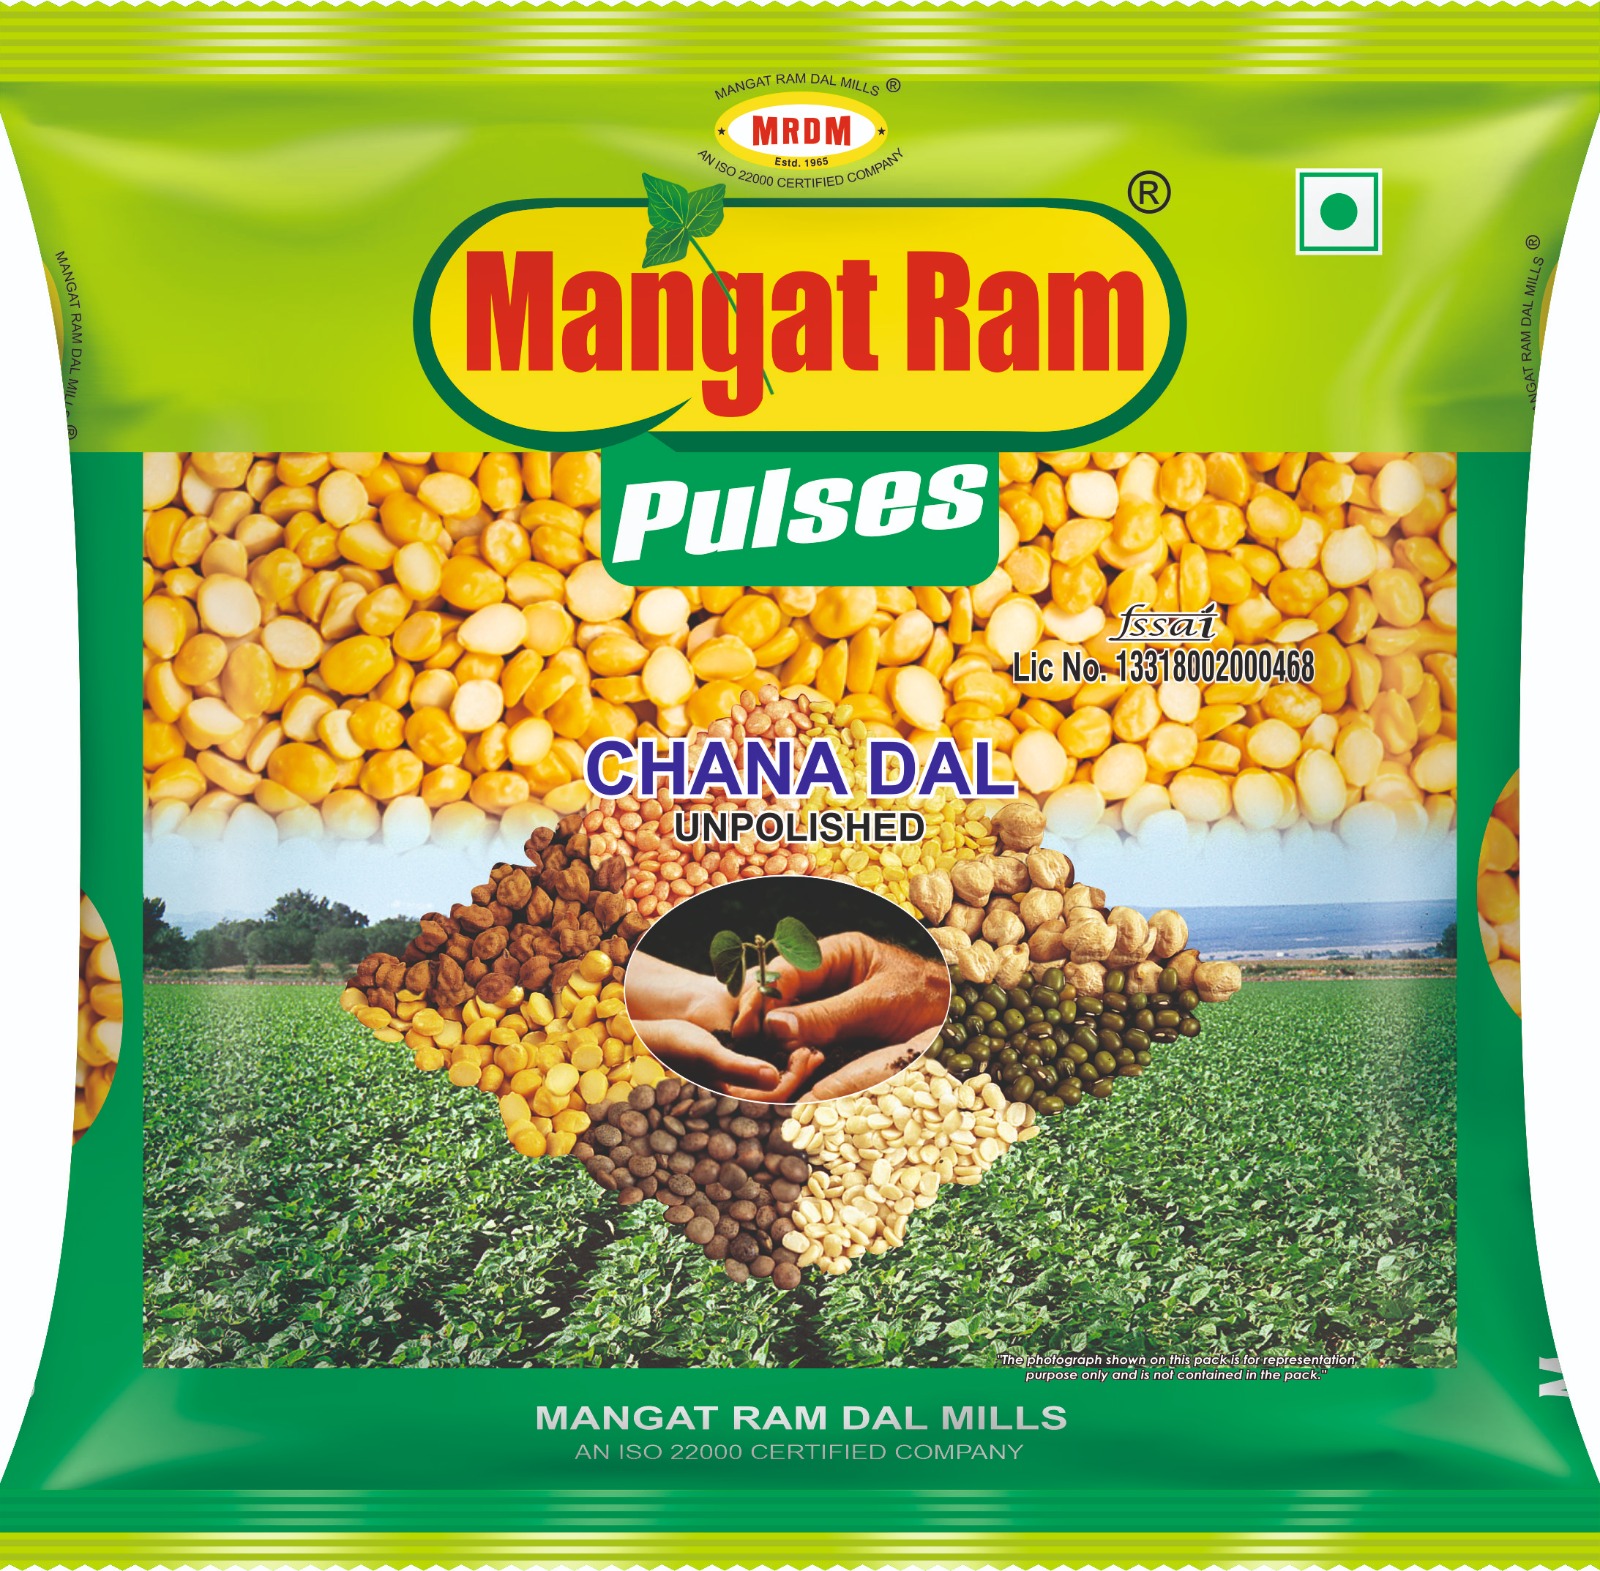 MANGAT RAM DAL MILLS ®
MRDM
Estd. 1965
AN ISO 22000 CERTIFIED COMPANY
®
Mangat Ram
MANGAT RAM DAL MILLS ®
MANGAT RAM DAL MILLS ®
Pulses
fssai
Lic No. 13318002000468
CHANA DAL
UNPOLISHED
"The photograph shown on this pack is for representation
purpose only and is not contained in the pack."
MANGAT RAM DAL MILLS
AN ISO 22000 CERTIFIED COMPANY